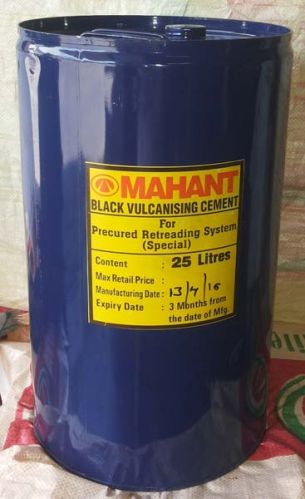 MAHANT
BLACK VULCANISING CEMENT
For
Precured Retreading System
(Special)
Content : 25 Litres
Max Retail Price :
Manufacturing Date : 13/4/16
Expiry Date : 3 Months from
the date of Mfg